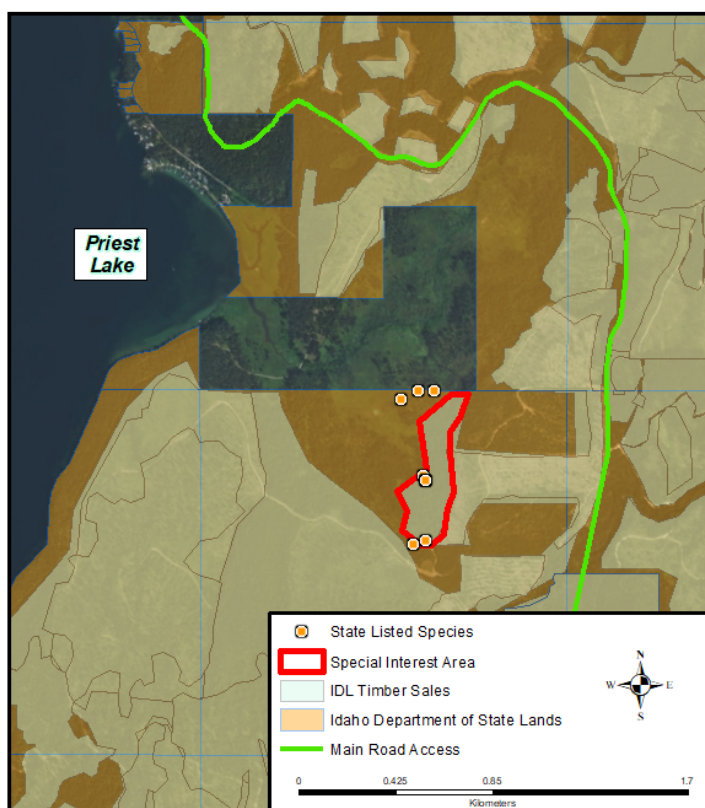 Priest
Lake
State Listed Species
Special Interest Area
IDL Timber Sales
Idaho Department of State Lands
Main Road Access
N
W E
S
0 0.425 0.85 1.7
Kilometers